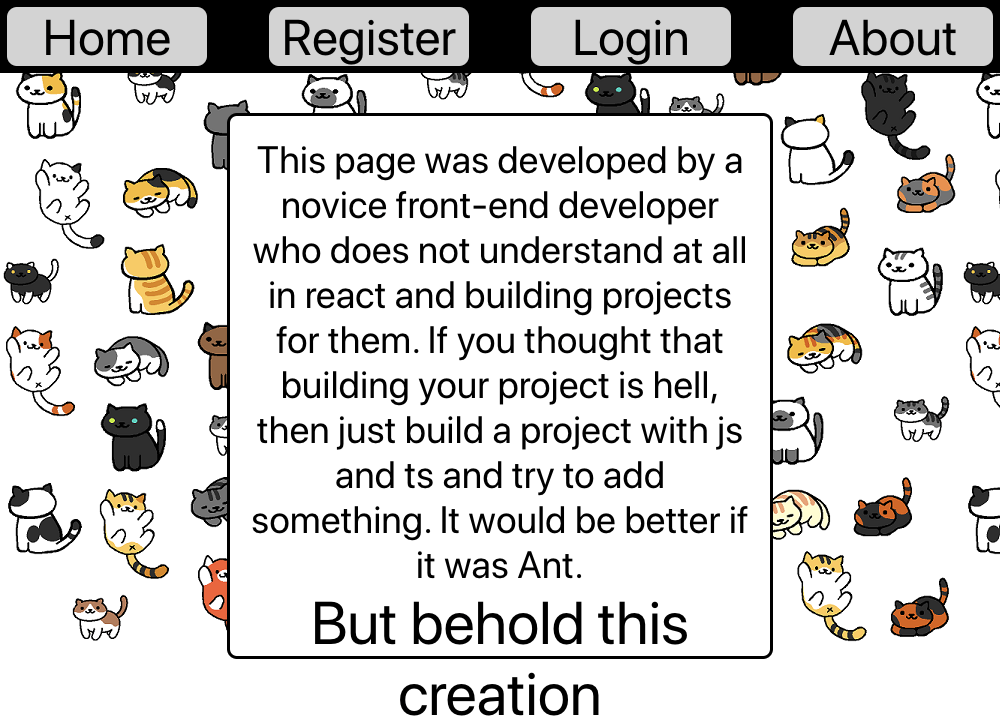 Home Register Login About
This page was developed by a
novice front-end developer
who does not understand at all
in react and building projects
for them. If you thought that
building your project is hell,
then just build a project with js
and ts and try to add
something. It would be better if
it was Ant.
But behold this
creation